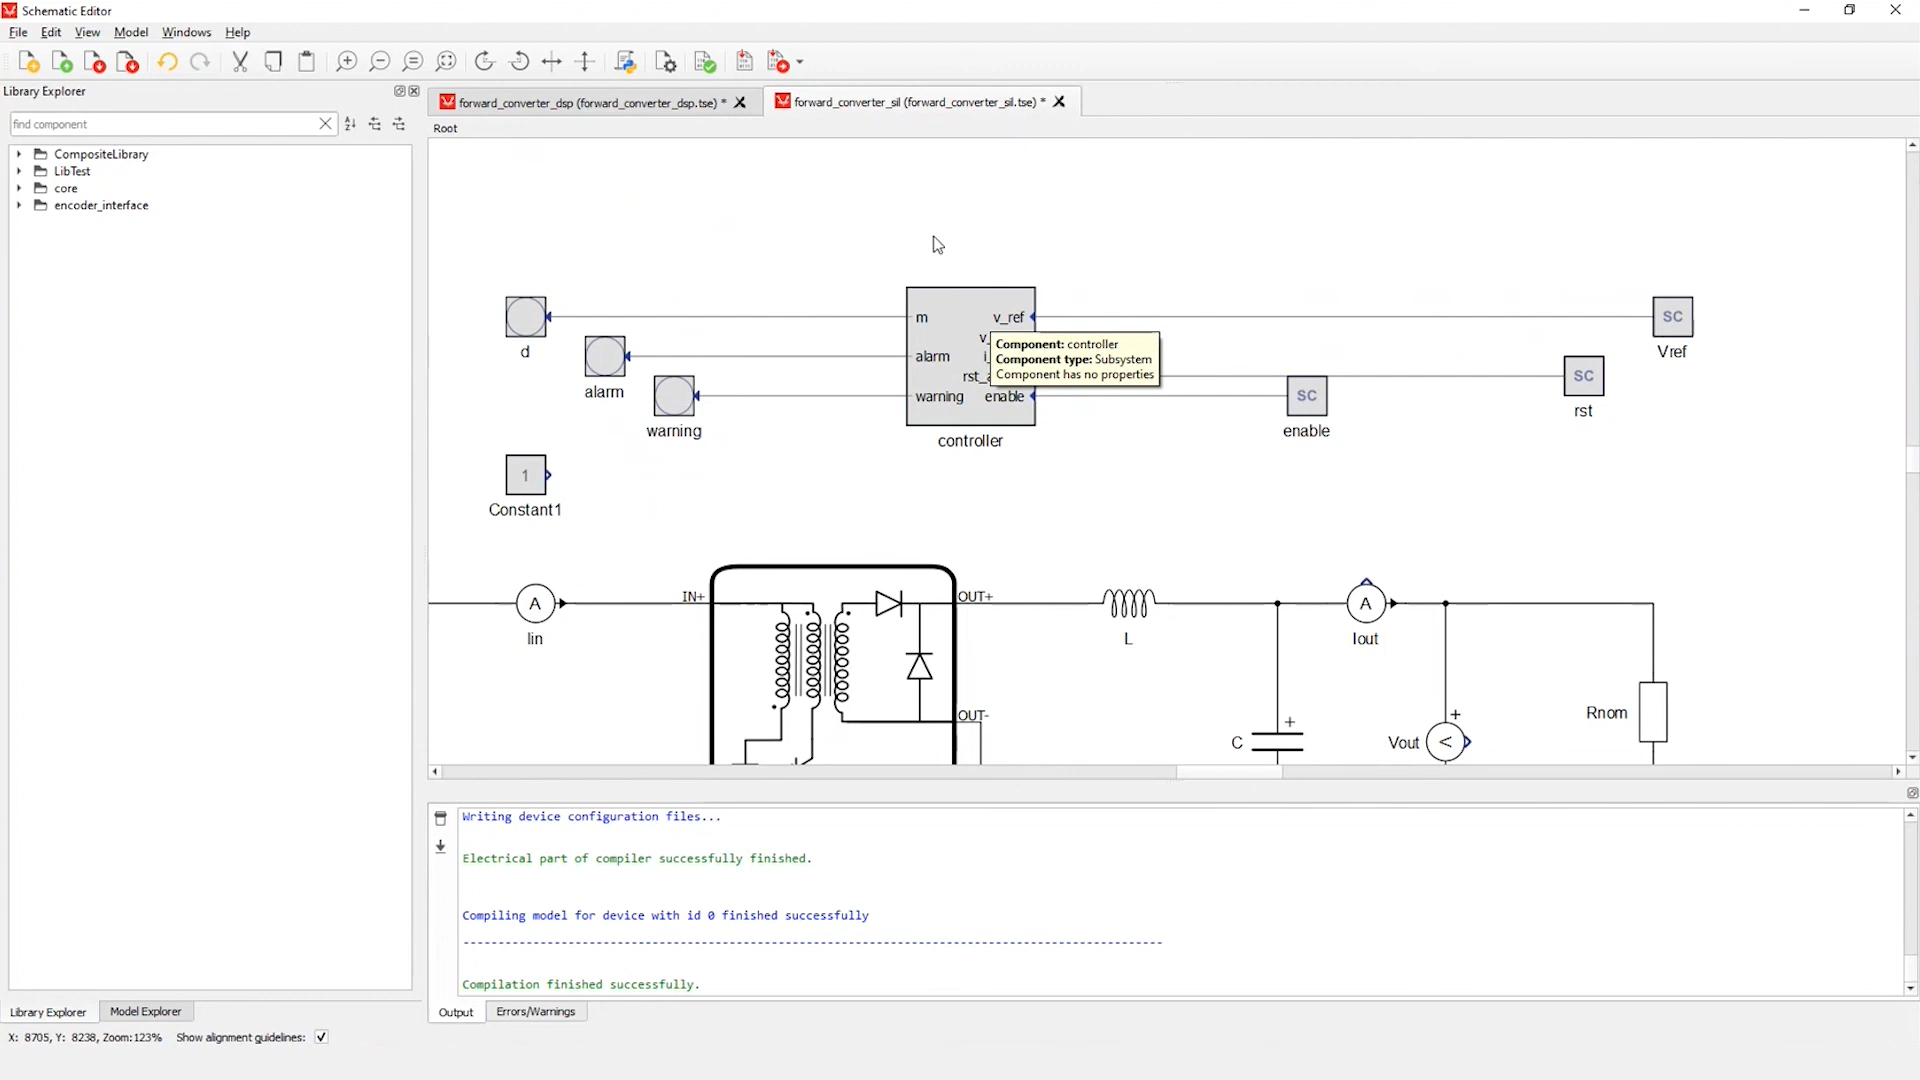 Schematic Editor
File Edit View Model Windows Help
Library Explorer
find component
CompositeLibrary
LibTest
core
encoder_interface
forward_converter_dsp (forward_converter_dsp.tse) *
forward_converter_sil (forward_converter_sil.tse) *
Root
d
alarm
warning
1
Constant1
m
alarm
warning
v_ref
enable
controller
Component: controller
Component type: Subsystem
Component has no properties
SC
Vref
SC
rst
SC
enable
A
Iin
IN+
OUT+
OUT-
L
A
Iout
+
C
+
Vout <
Rnom
Writing device configuration files...
Electrical part of compiler successfully finished.
Compiling model for device with id 0 finished successfully
--------------------------------------------------------------------------------------------------
Compilation finished successfully.
Library Explorer Model Explorer
Output Errors/Warnings
X: 8705, Y: 8238, Zoom:123% Show alignment guidelines: